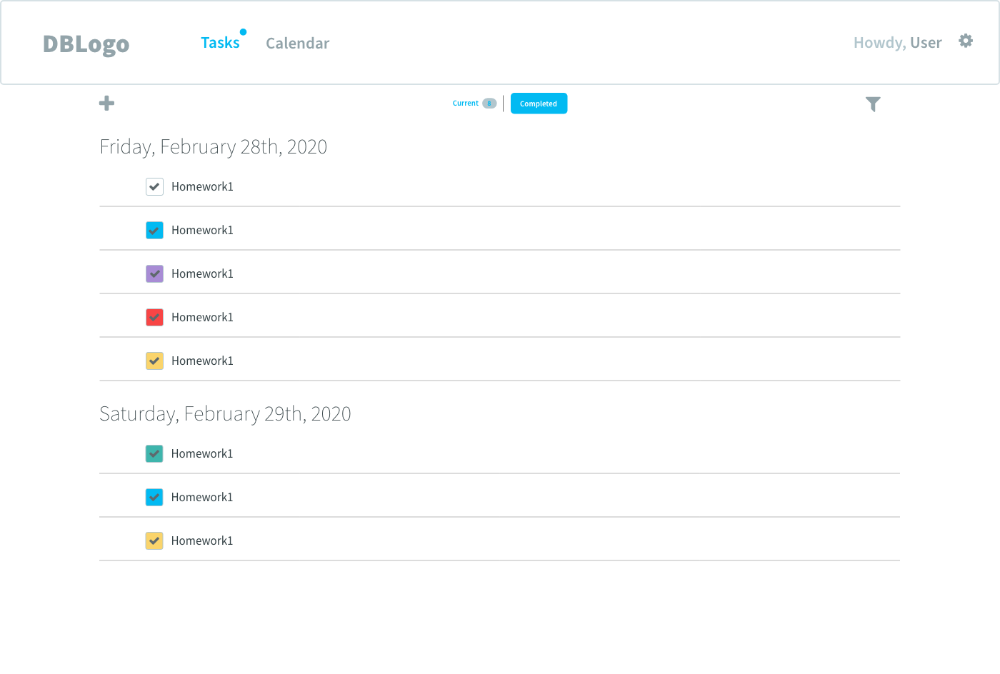 DBLogo Tasks Calendar Howdy, User
Current 8 Completed
Friday, February 28th, 2020
Homework1
Homework1
Homework1
Homework1
Homework1
Saturday, February 29th, 2020
Homework1
Homework1
Homework1